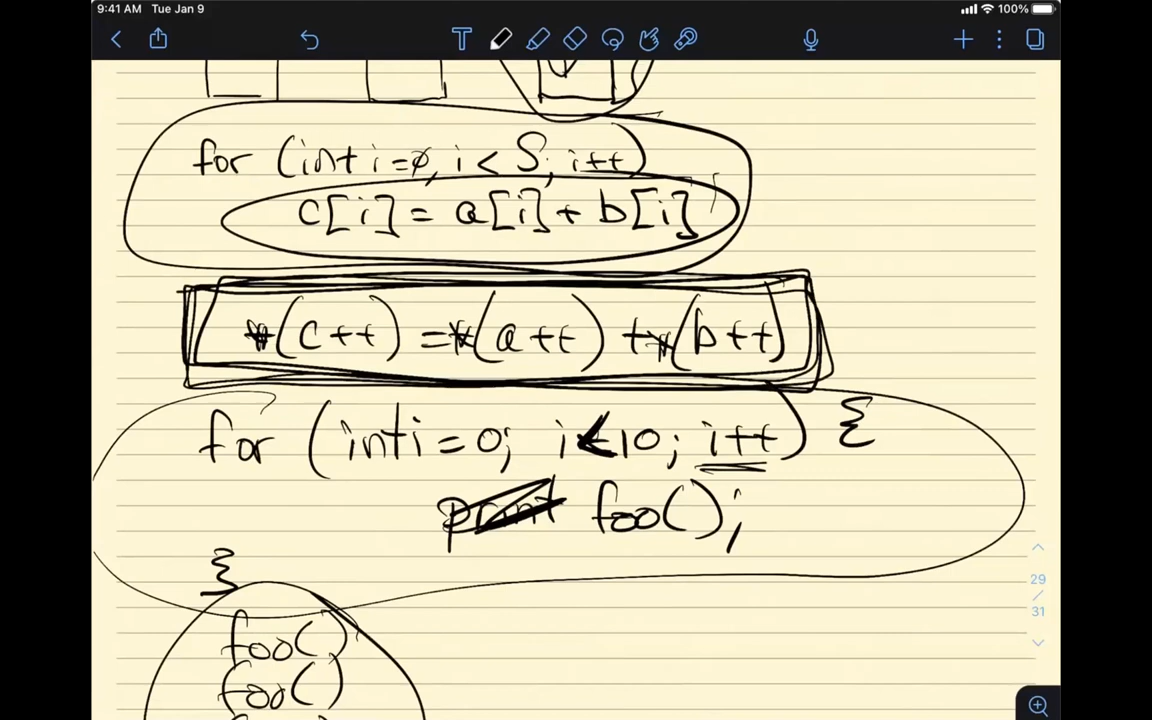 9:41 AM Tue Jan 9 100%
for (int i=0, i < S; i++)
c[i] = a[i] + b[i]
*(c++) = *(a++) + *(b++)
for (int i = 0; i < 10; i++) {
print foo();
}
foo()
foo()
29
/
31